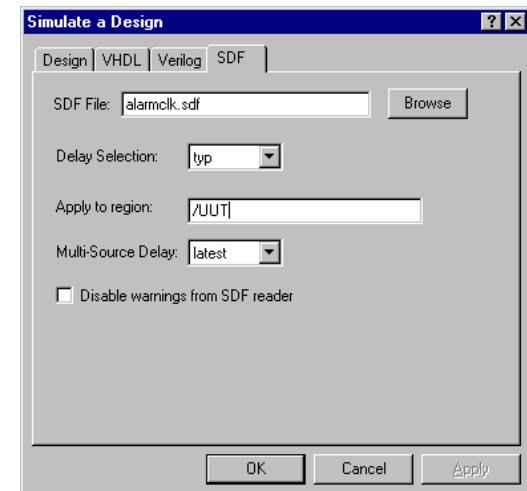 Simulate a Design
Design VHDL Verilog SDF
SDF File: alarmclk.sdf Browse
Delay Selection: typ
Apply to region: /UUT
Multi-Source Delay: latest
Disable warnings from SDF reader
OK Cancel Apply